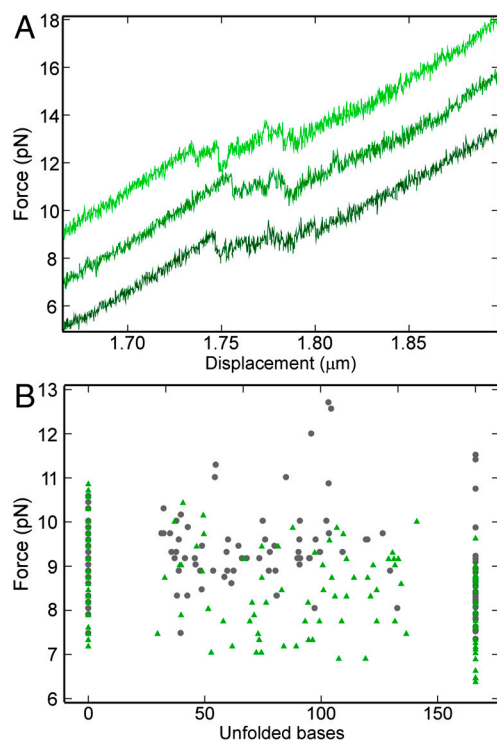 A
18
16
14
12
10
8
6
Force (pN)
1.70 1.75 1.80 1.85
Displacement (μm)
B
13
12
11
10
9
8
7
6
Force (pN)
0 50 100 150
Unfolded bases